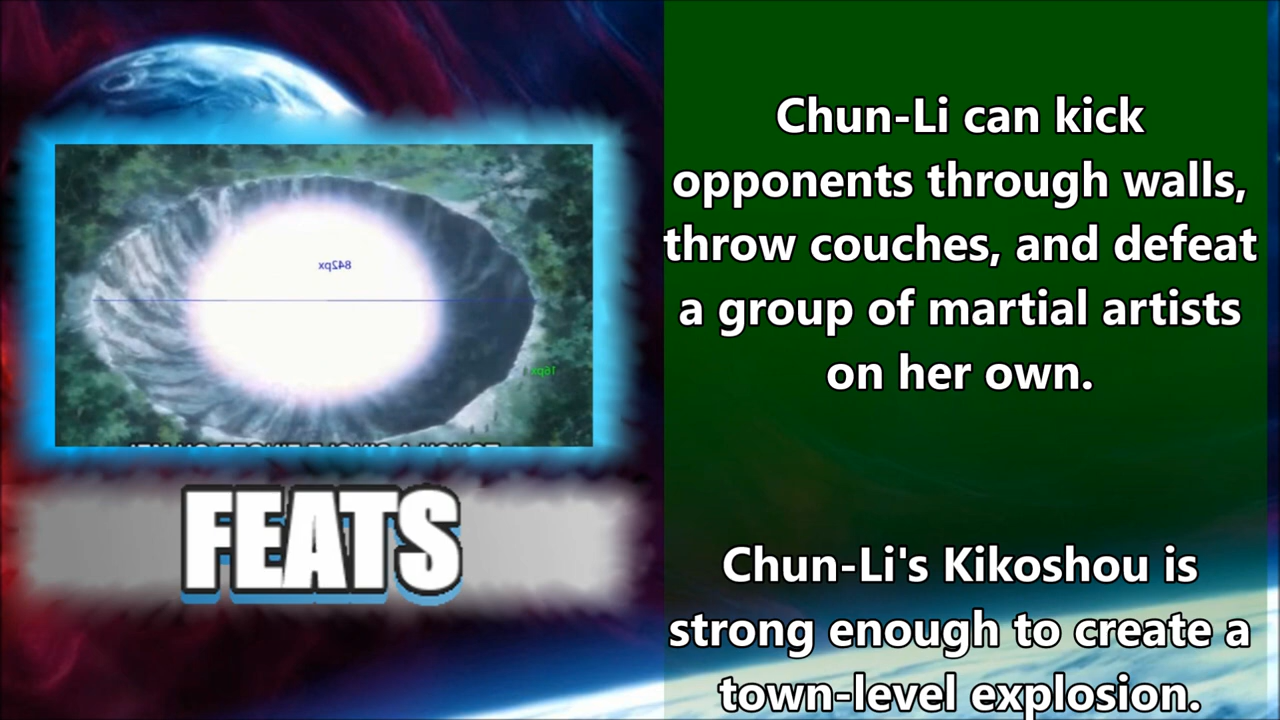 842px
16px
FEATS
Chun-Li can kick
opponents through walls,
throw couches, and defeat
a group of martial artists
on her own.
Chun-Li's Kikoshou is
strong enough to create a
town-level explosion.